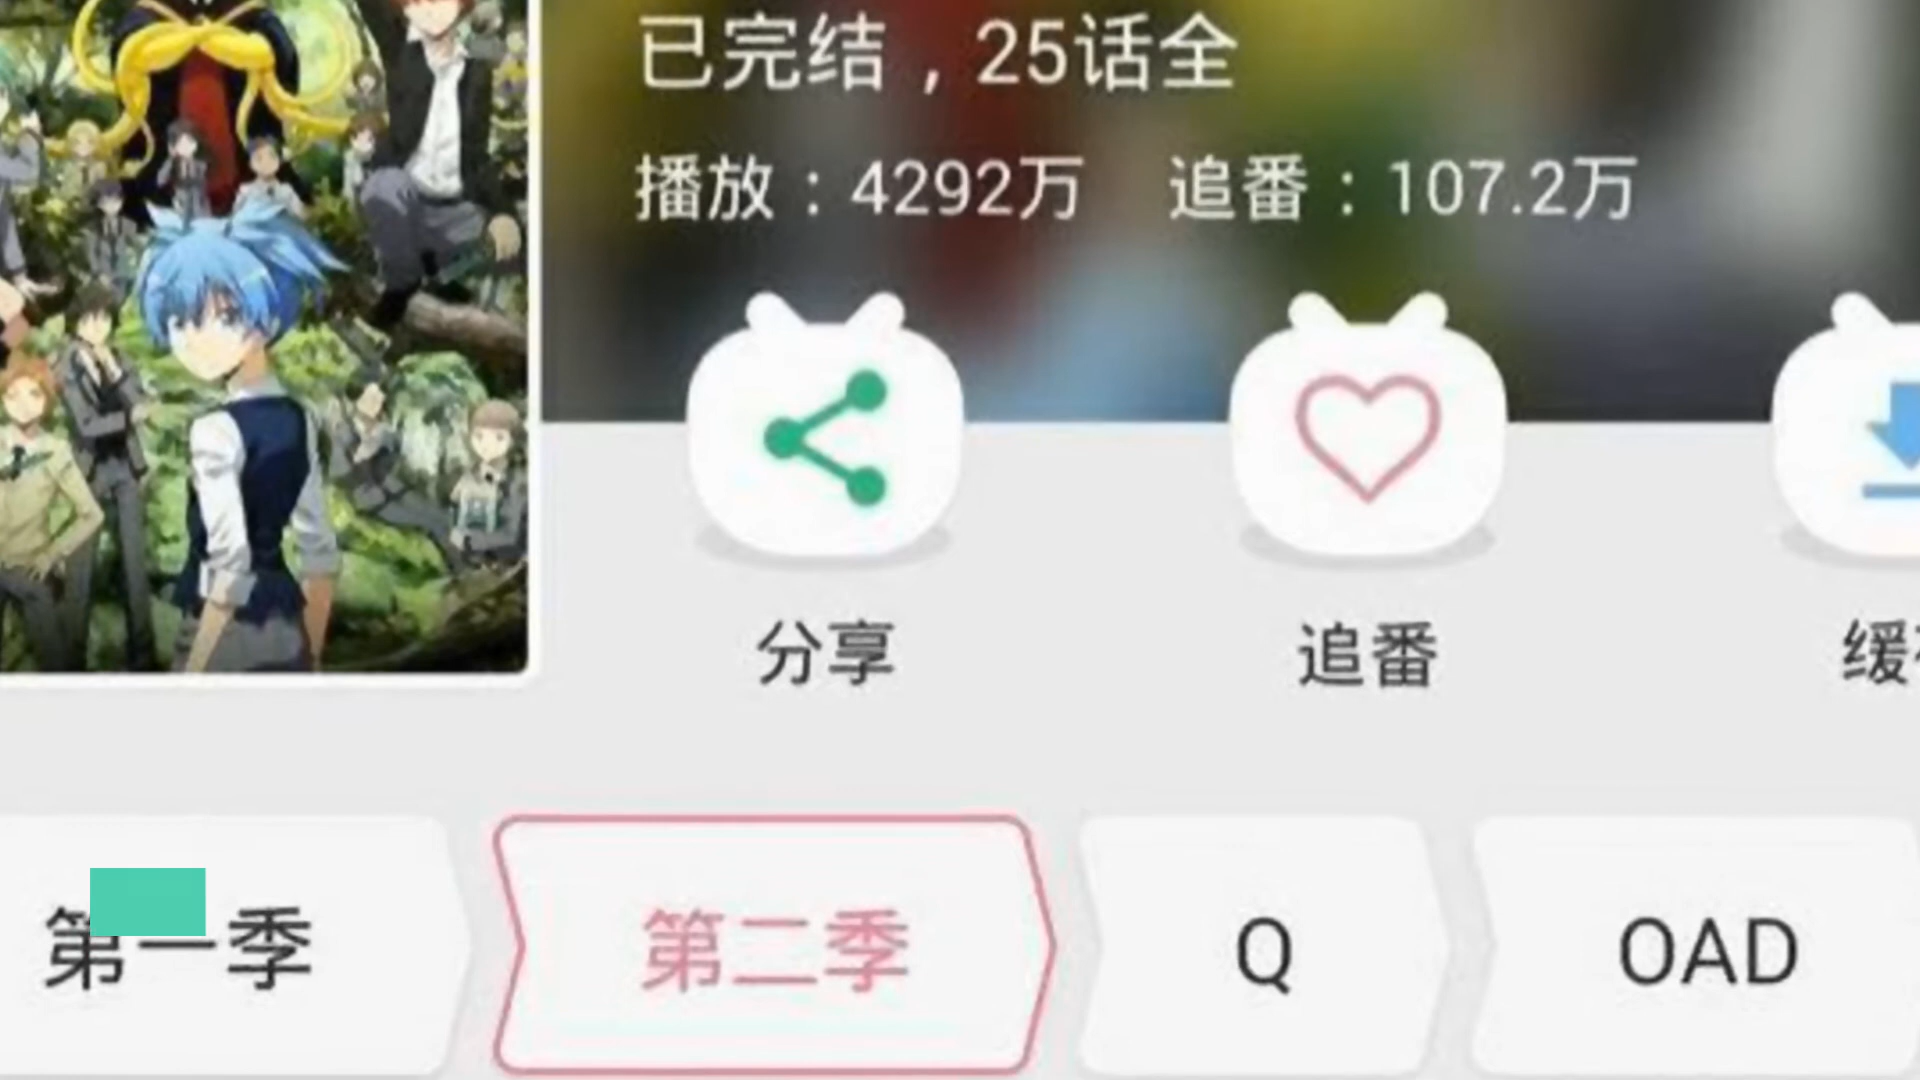 已完结，25话全
播放：4292万 追番：107.2万
分享 追番 缓
第一季 第二季 Q OAD